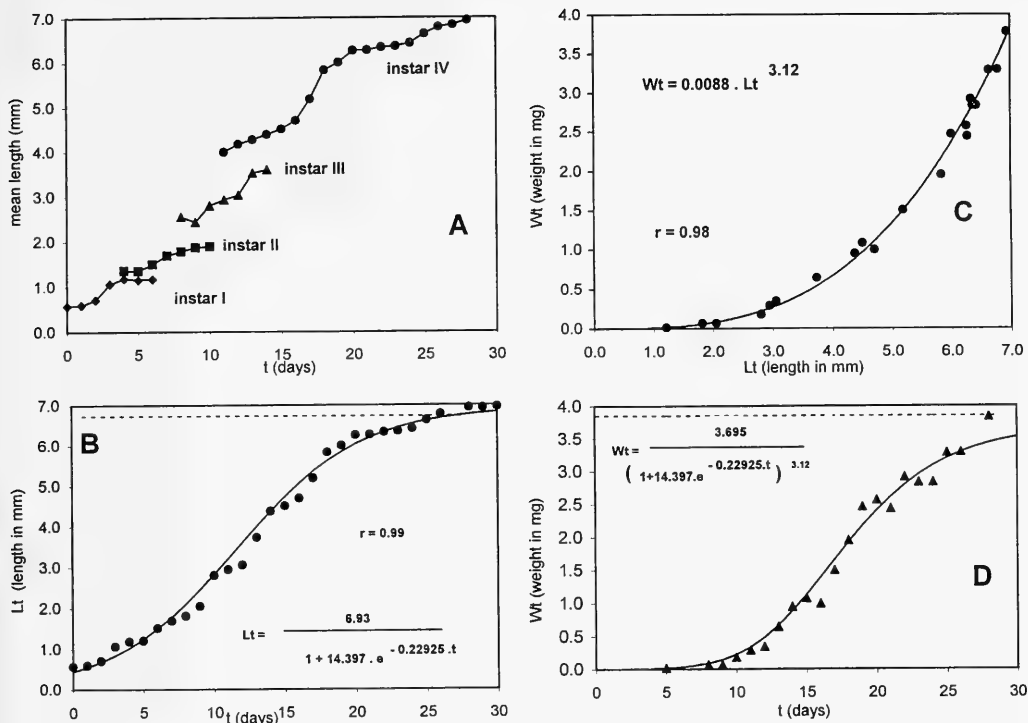 7.0
6.0
5.0
4.0
3.0
2.0
1.0
0.0
mean length (mm)
instar IV
instar III
instar II
instar I
A
0 5 10 15 20 25 30
t (days)
4.0
3.5
3.0
2.5
2.0
1.5
1.0
0.5
0.0
Wt (weight in mg)
Wt = 0.0088 . Lt 3.12
r = 0.98
C
0.0 1.0 2.0 3.0 4.0 5.0 6.0 7.0
Lt (length in mm)
7.0
6.0
5.0
4.0
3.0
2.0
1.0
0.0
Lt (length in mm)
B
r = 0.99
6.93
Lt =
1 + 14.397 . e - 0.22925 .t
0 5 10 15 20 25 30
t (days)
4.0
3.5
3.0
2.5
2.0
1.5
1.0
0.5
0.0
Wt (weight in mg)
3.695
Wt =
( 1+14.397.e - 0.22925.t ) 3.12
D
0 5 10 15 20 25 30
t (days)